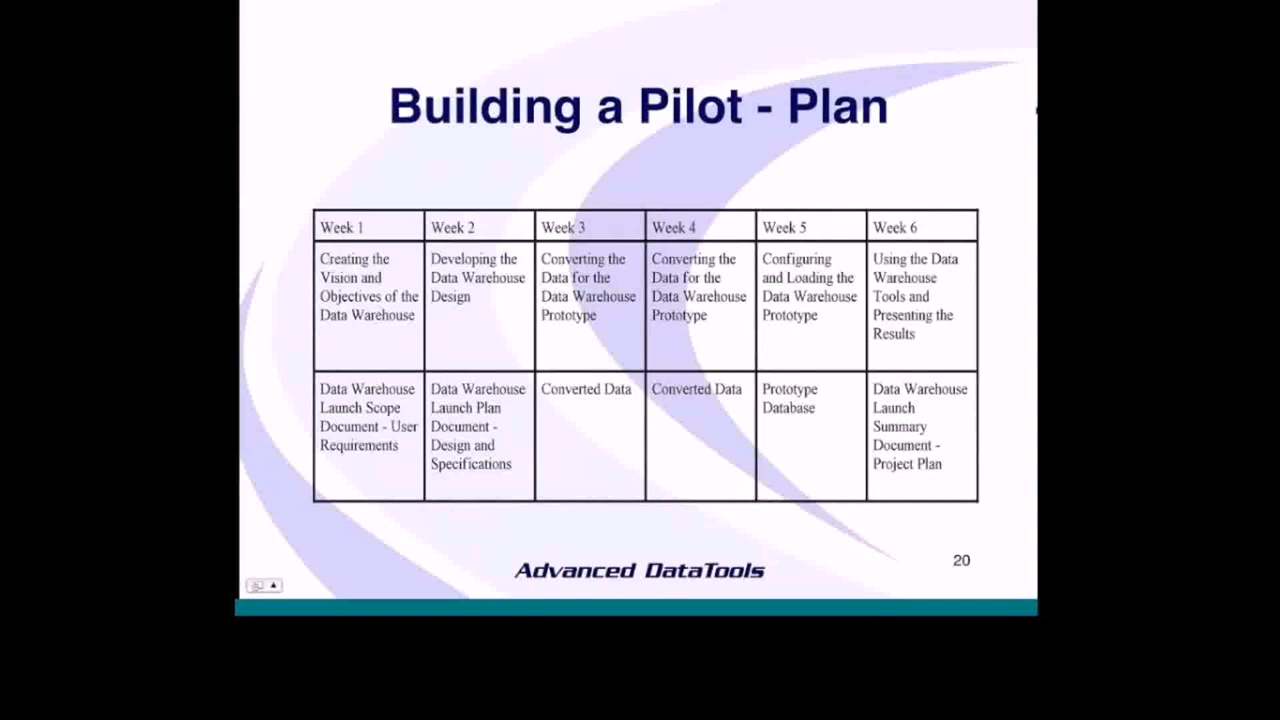 Building a Pilot - Plan
Week 1
Week 2
Week 3
Week 4
Week 5
Week 6
Creating the
Vision and
Objectives of the
Data Warehouse
Developing the
Data Warehouse
Design
Converting the
Data for the
Data Warehouse
Prototype
Converting the
Data for the
Data Warehouse
Prototype
Configuring
and Loading the
Data Warehouse
Prototype
Using the Data
Warehouse
Tools and
Presenting the
Results
Data Warehouse
Launch Scope
Document - User
Requirements
Data Warehouse
Launch Plan
Document -
Design and
Specifications
Converted Data
Converted Data
Prototype
Database
Data Warehouse
Launch
Summary
Document -
Project Plan
Advanced DataTools
20